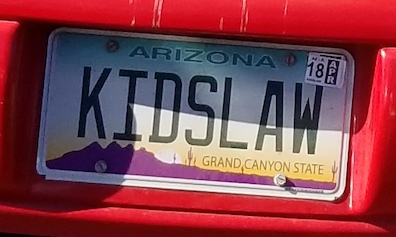 ARIZONA
18 APR
KIDSLAW
GRAND CANYON STATE